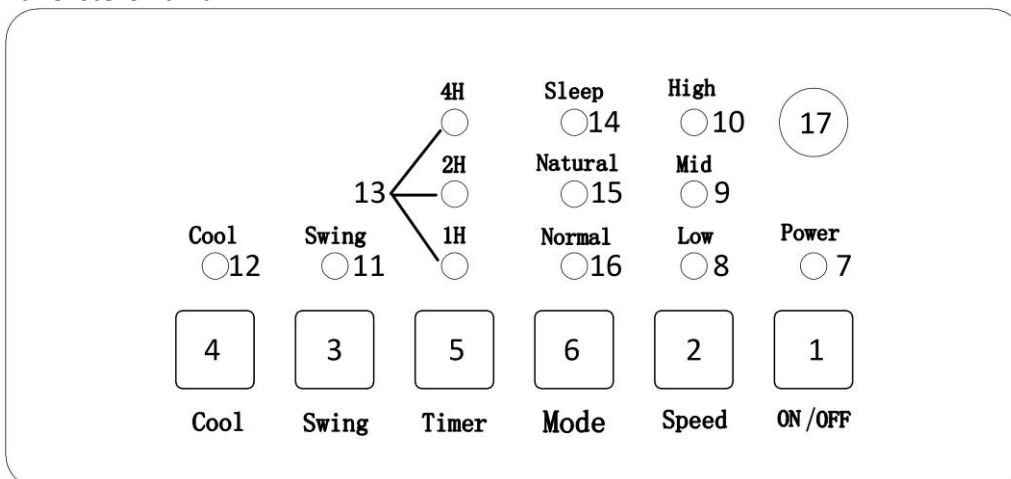 4H Sleep High
14 10 17
2H Natural Mid
13 15 9
Cool Swing 1H Normal Low Power
12 11 16 8 7
4 3 5 6 2 1
Cool Swing Timer Mode Speed ON/OFF